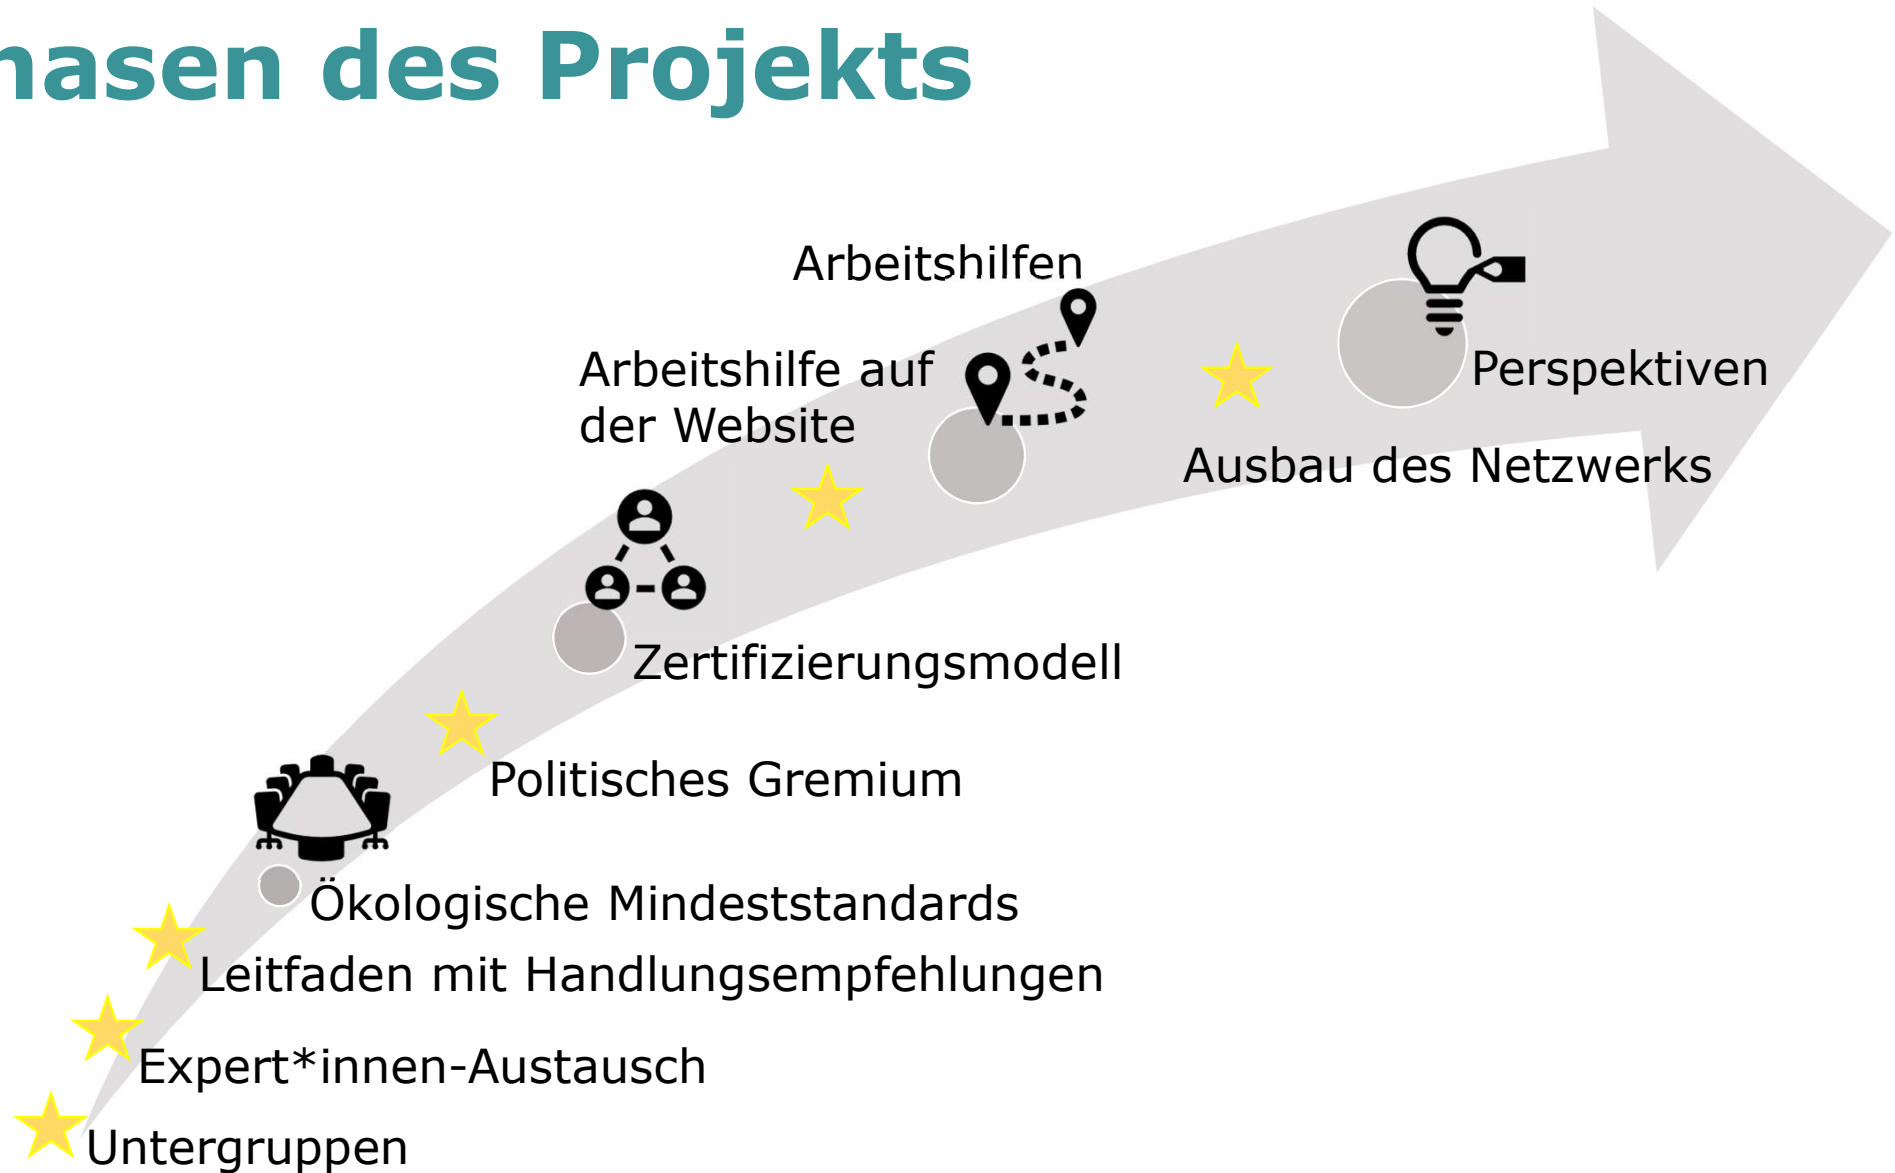 hasen des Projekts
Arbeitshilfen
Arbeitshilfe auf
der Website
Perspektiven
Ausbau des Netzwerks
Zertifizierungsmodell
Politisches Gremium
Ökologische Mindeststandards
Leitfaden mit Handlungsempfehlungen
Expert*innen-Austausch
Untergruppen